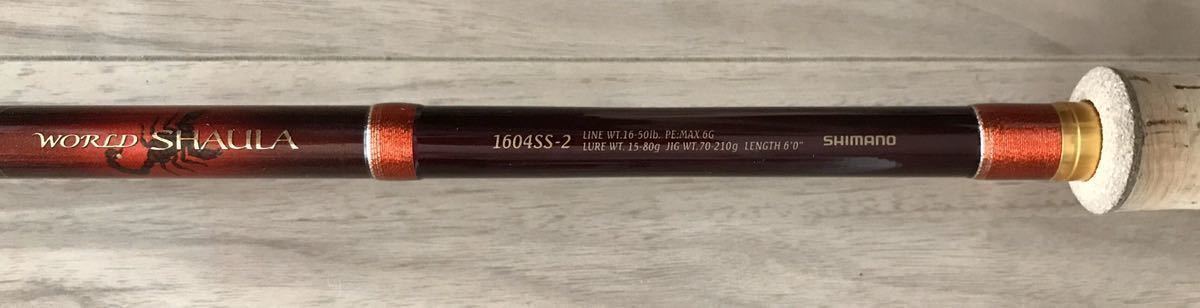 WORLD SHAULA
1604SS-2
LINE WT.16-50lb. PE:MAX.6G
LURE WT. 15-80g JIG WT.70-210g LENGTH 6'0"
SHIMANO